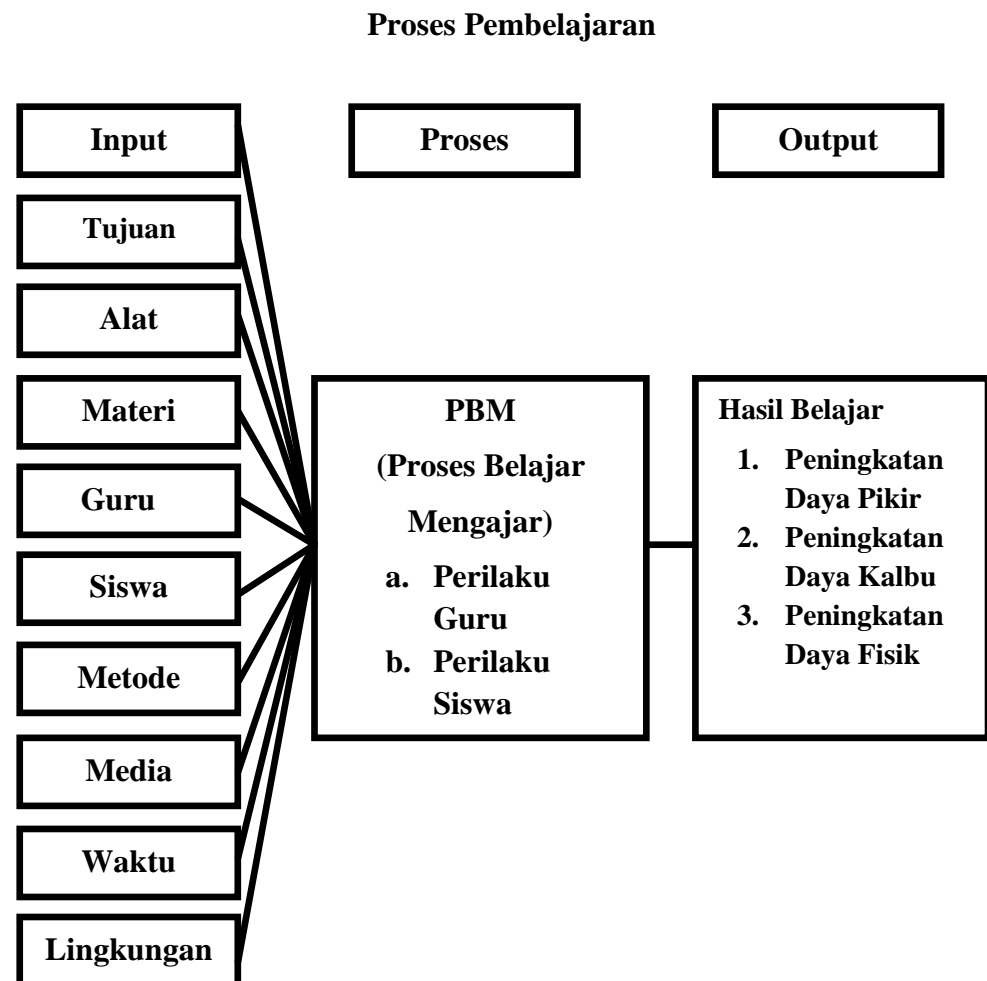 Proses Pembelajaran
Input
Proses
Output
Tujuan
Alat
Materi
Guru
Siswa
Metode
Media
Waktu
Lingkungan
PBM
(Proses Belajar
Mengajar)
a. Perilaku
Guru
b. Perilaku
Siswa
Hasil Belajar
1. Peningkatan
Daya Pikir
2. Peningkatan
Daya Kalbu
3. Peningkatan
Daya Fisik